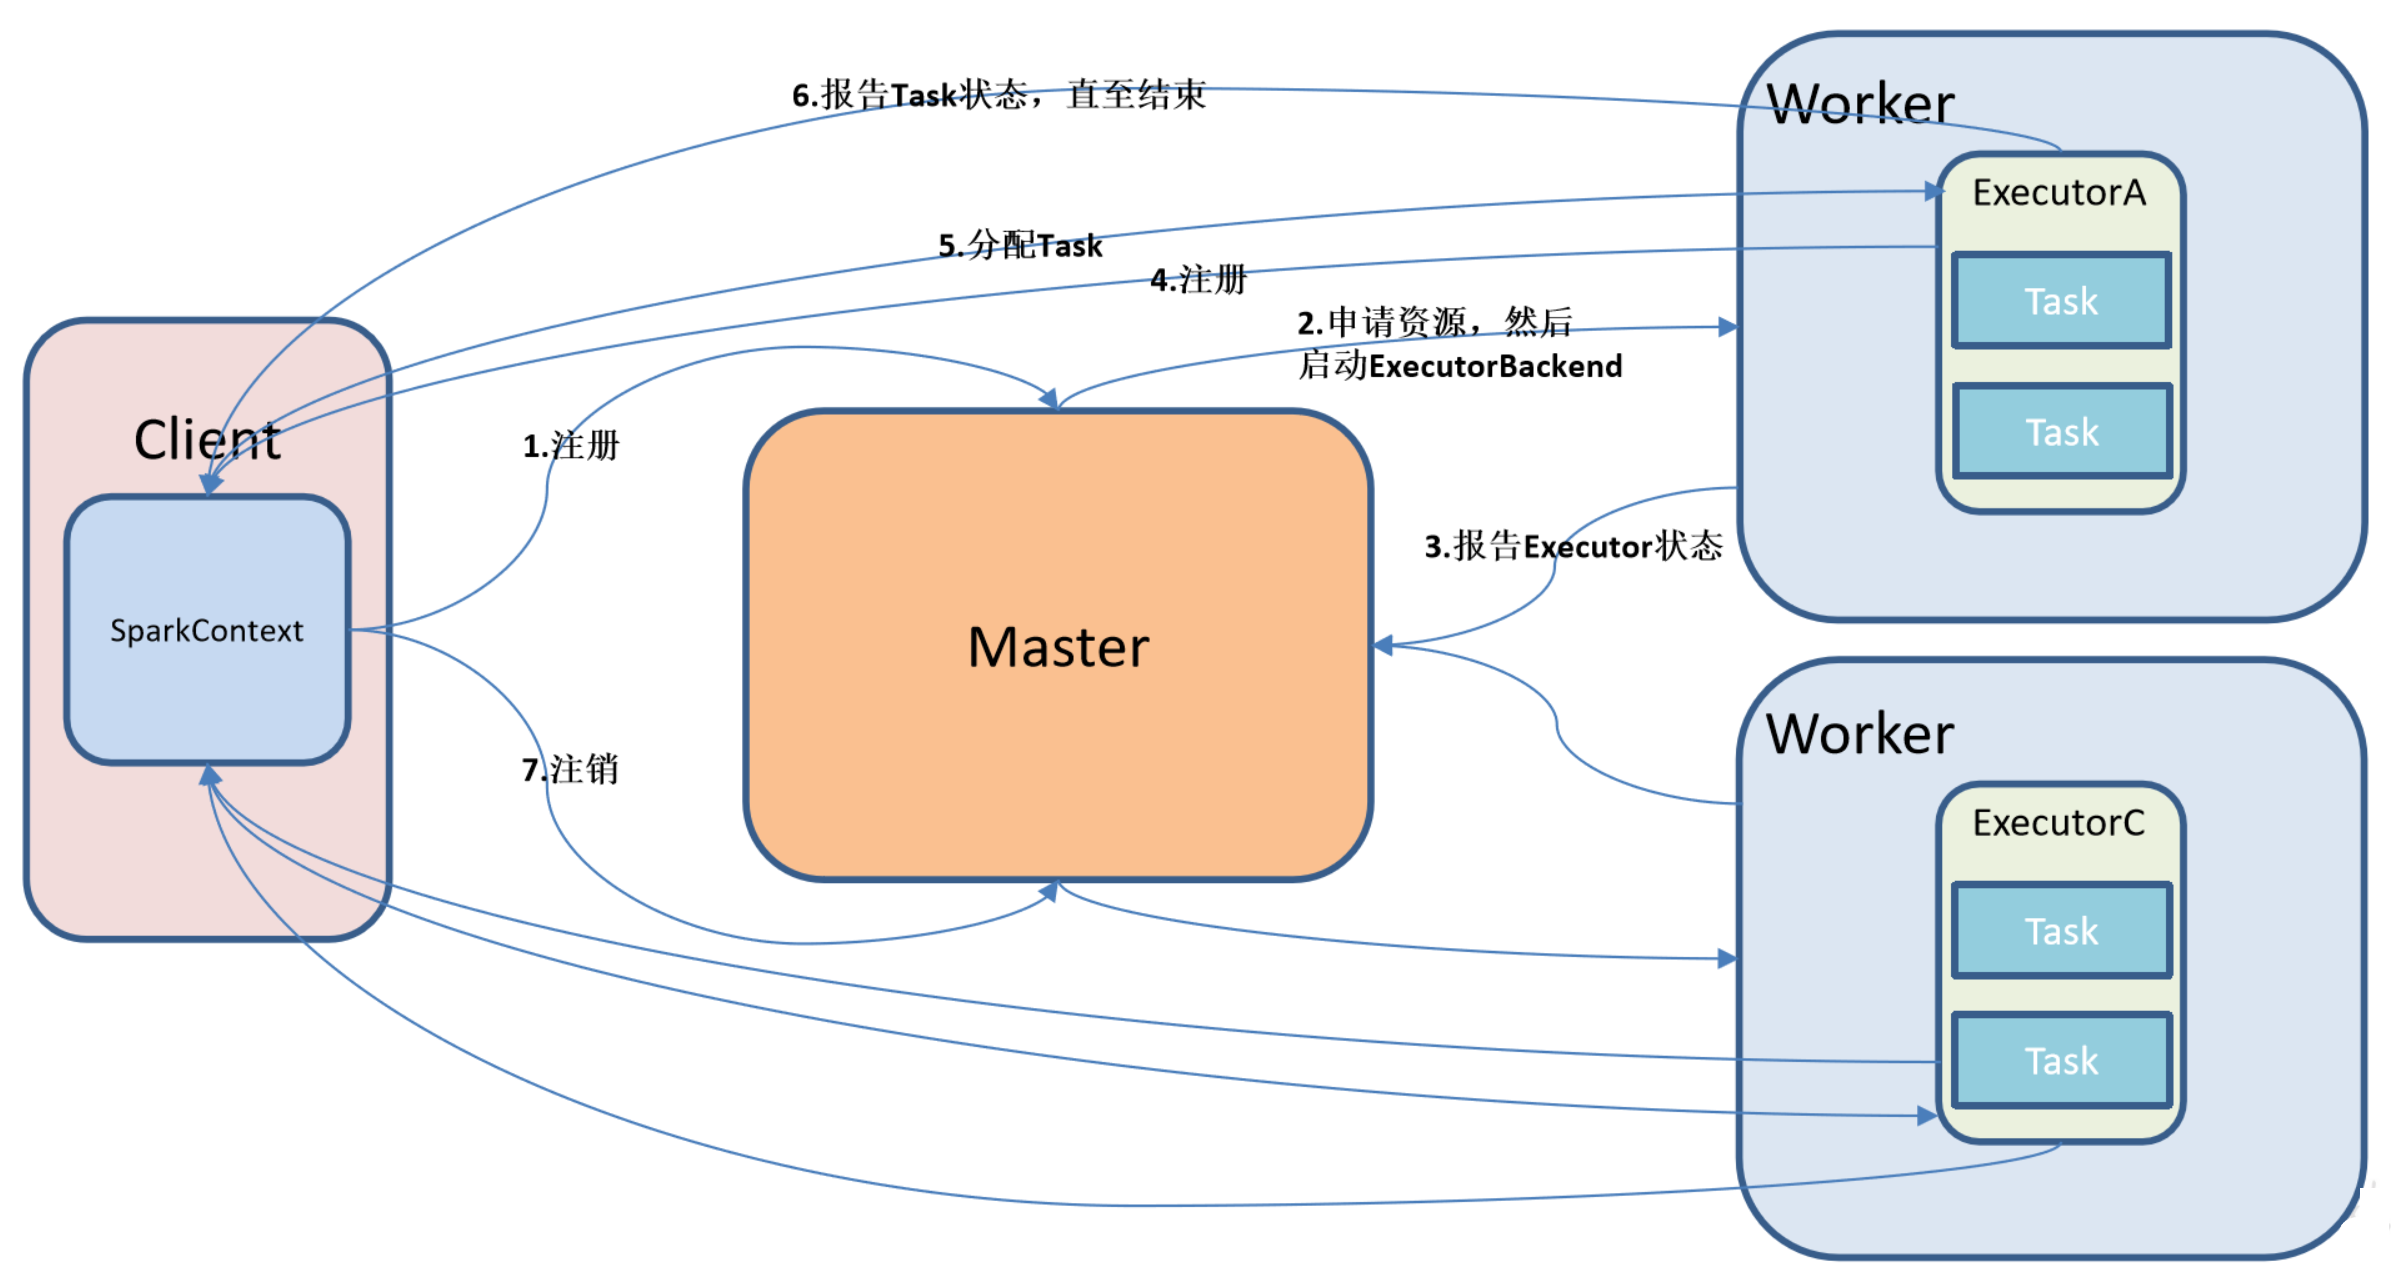 6.报告Task状态，直至结束
Worker
ExecutorA
5.分配Task
4.注册
Task
2.申请资源，然后
启动ExecutorBackend
Task
Client
1.注册
3.报告Executor状态
SparkContext
Master
Worker
7.注销
ExecutorC
Task
Task